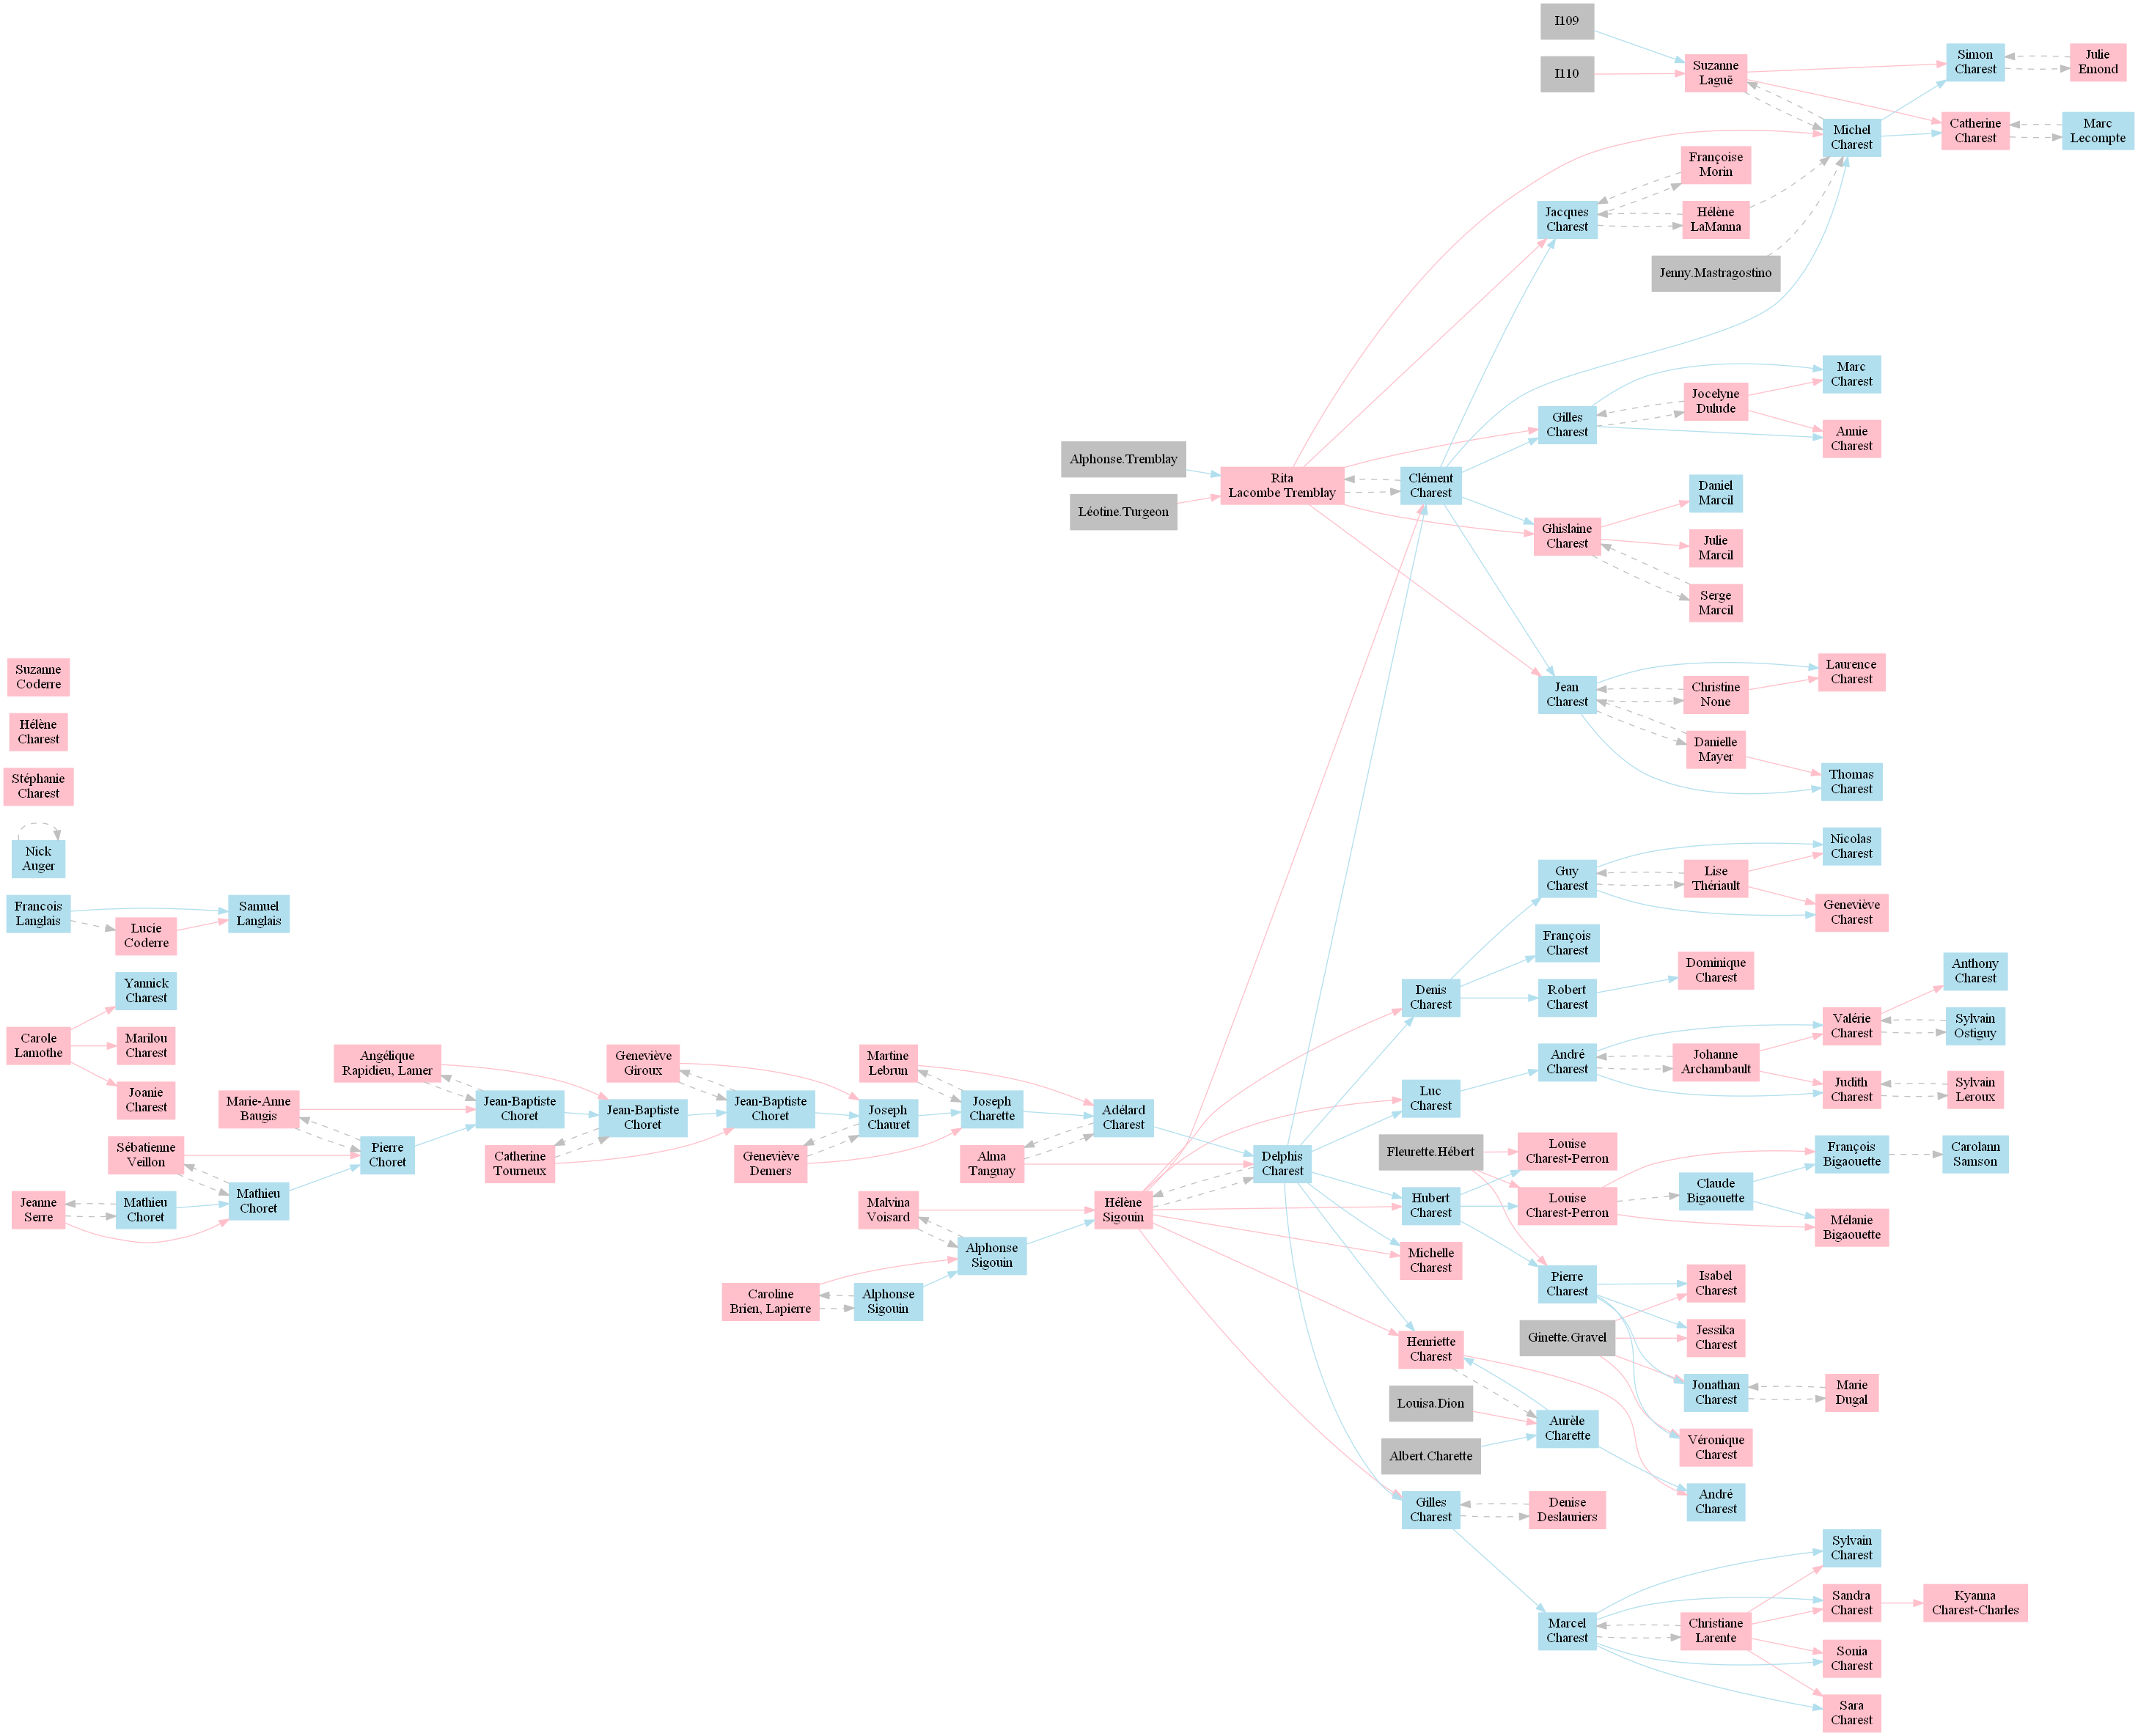 I109
I110
Suzanne
Laguë
Simon
Charest
Julie
Emond
Michel
Charest
Catherine
Charest
Marc
Lecompte
Françoise
Morin
Jacques
Charest
Hélène
LaManna
Jenny.Mastragostino
Marc
Charest
Jocelyne
Dulude
Gilles
Charest
Annie
Charest
Alphonse.Tremblay
Léotine.Turgeon
Rita
Lacombe Tremblay
Clément
Charest
Daniel
Marcil
Ghislaine
Charest
Julie
Marcil
Serge
Marcil
Suzanne
Coderre
Hélène
Charest
Stéphanie
Charest
Nick
Auger
Jean
Charest
Christine
None
Laurence
Charest
Danielle
Mayer
Thomas
Charest
Francois
Langlais
Lucie
Coderre
Samuel
Langlais
Guy
Charest
Lise
Thériault
Nicolas
Charest
Geneviève
Charest
François
Charest
Denis
Charest
Robert
Charest
Dominique
Charest
Anthony
Charest
Carole
Lamothe
Yannick
Charest
Marilou
Charest
Joanie
Charest
Valérie
Charest
Sylvain
Ostiguy
André
Charest
Johanne
Archambault
Judith
Charest
Sylvain
Leroux
Luc
Charest
Jeanne
Serre
Mathieu
Choret
Sébatienne
Veillon
Mathieu
Choret
Marie-Anne
Baugis
Pierre
Choret
Angélique
Rapidieu, Lamer
Jean-Baptiste
Choret
Catherine
Tourneux
Jean-Baptiste
Choret
Geneviève
Giroux
Jean-Baptiste
Choret
Geneviève
Demers
Joseph
Chauret
Martine
Lebrun
Joseph
Charette
Alma
Tanguay
Adélard
Charest
Delphis
Charest
Malvina
Voisard
Hélène
Sigouin
Alphonse
Sigouin
Caroline
Brien, Lapierre
Alphonse
Sigouin
Fleurette.Hébert
Louise
Charest-Perron
Hubert
Charest
Louise
Charest-Perron
Claude
Bigaouette
François
Bigaouette
Carolann
Samson
Mélanie
Bigaouette
Michelle
Charest
Pierre
Charest
Isabel
Charest
Ginette.Gravel
Jessika
Charest
Henriette
Charest
Jonathan
Charest
Marie
Dugal
Louisa.Dion
Aurèle
Charette
Véronique
Charest
Albert.Charette
André
Charest
Gilles
Charest
Denise
Deslauriers
Sylvain
Charest
Marcel
Charest
Christiane
Larente
Sandra
Charest
Kyanna
Charest-Charles
Sonia
Charest
Sara
Charest